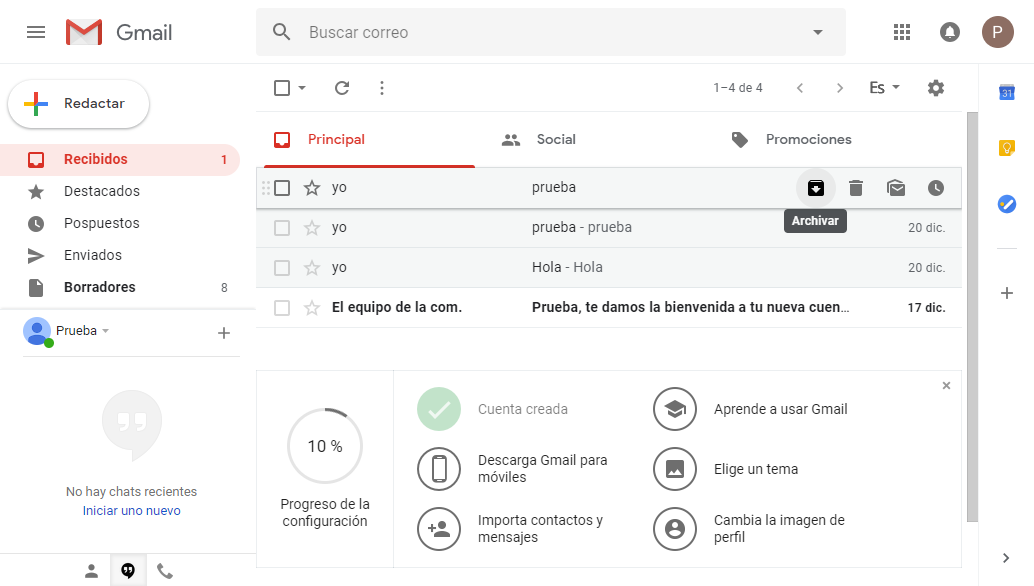 Gmail
Buscar correo
P
Redactar
1–4 de 4
Es
31
Recibidos 1
Destacados
Pospuestos
Enviados
Borradores 8
Prueba
No hay chats recientes
Iniciar uno nuevo
Principal
Social
Promociones
yo prueba
Archivar
yo prueba - prueba 20 dic.
yo Hola - Hola 20 dic.
El equipo de la com. Prueba, te damos la bienvenida a tu nueva cuen… 17 dic.
10 %
Progreso de la
configuración
Cuenta creada
Aprende a usar Gmail
Descarga Gmail para
móviles
Elige un tema
Importa contactos y
mensajes
Cambia la imagen de
perfil